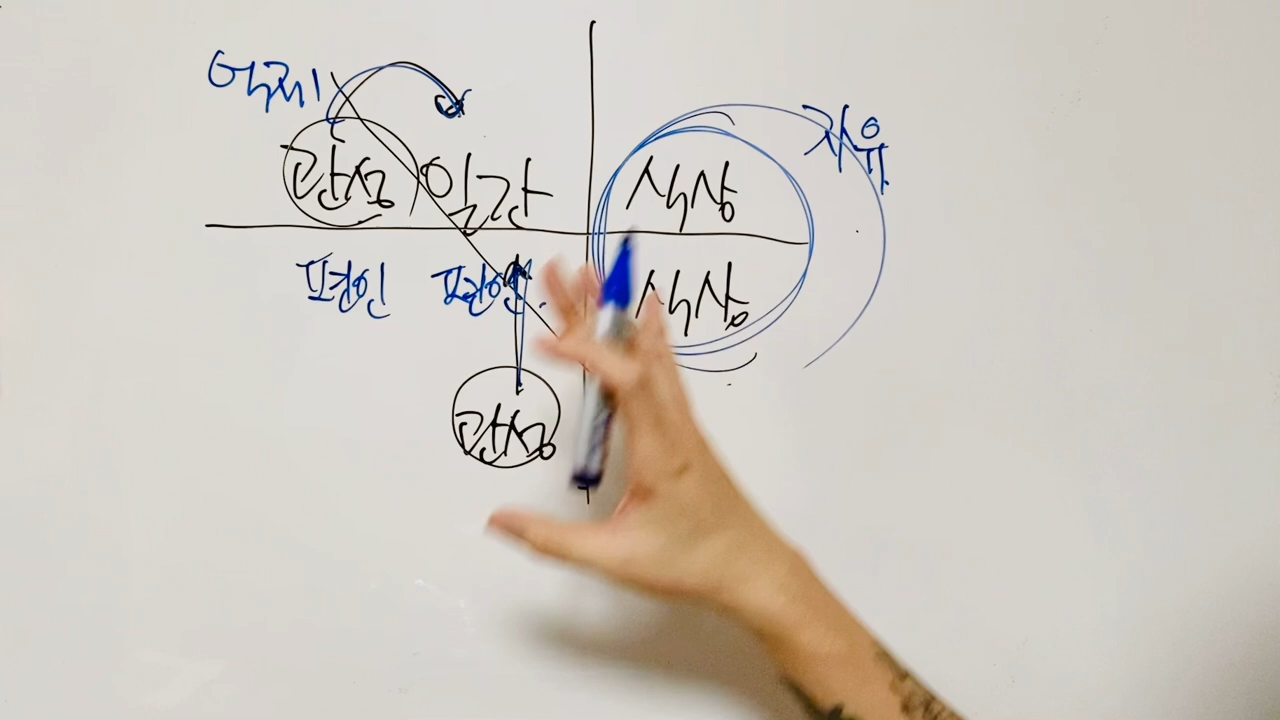 억제
자유
관성 일간 식상
편인 편인 식상
관성